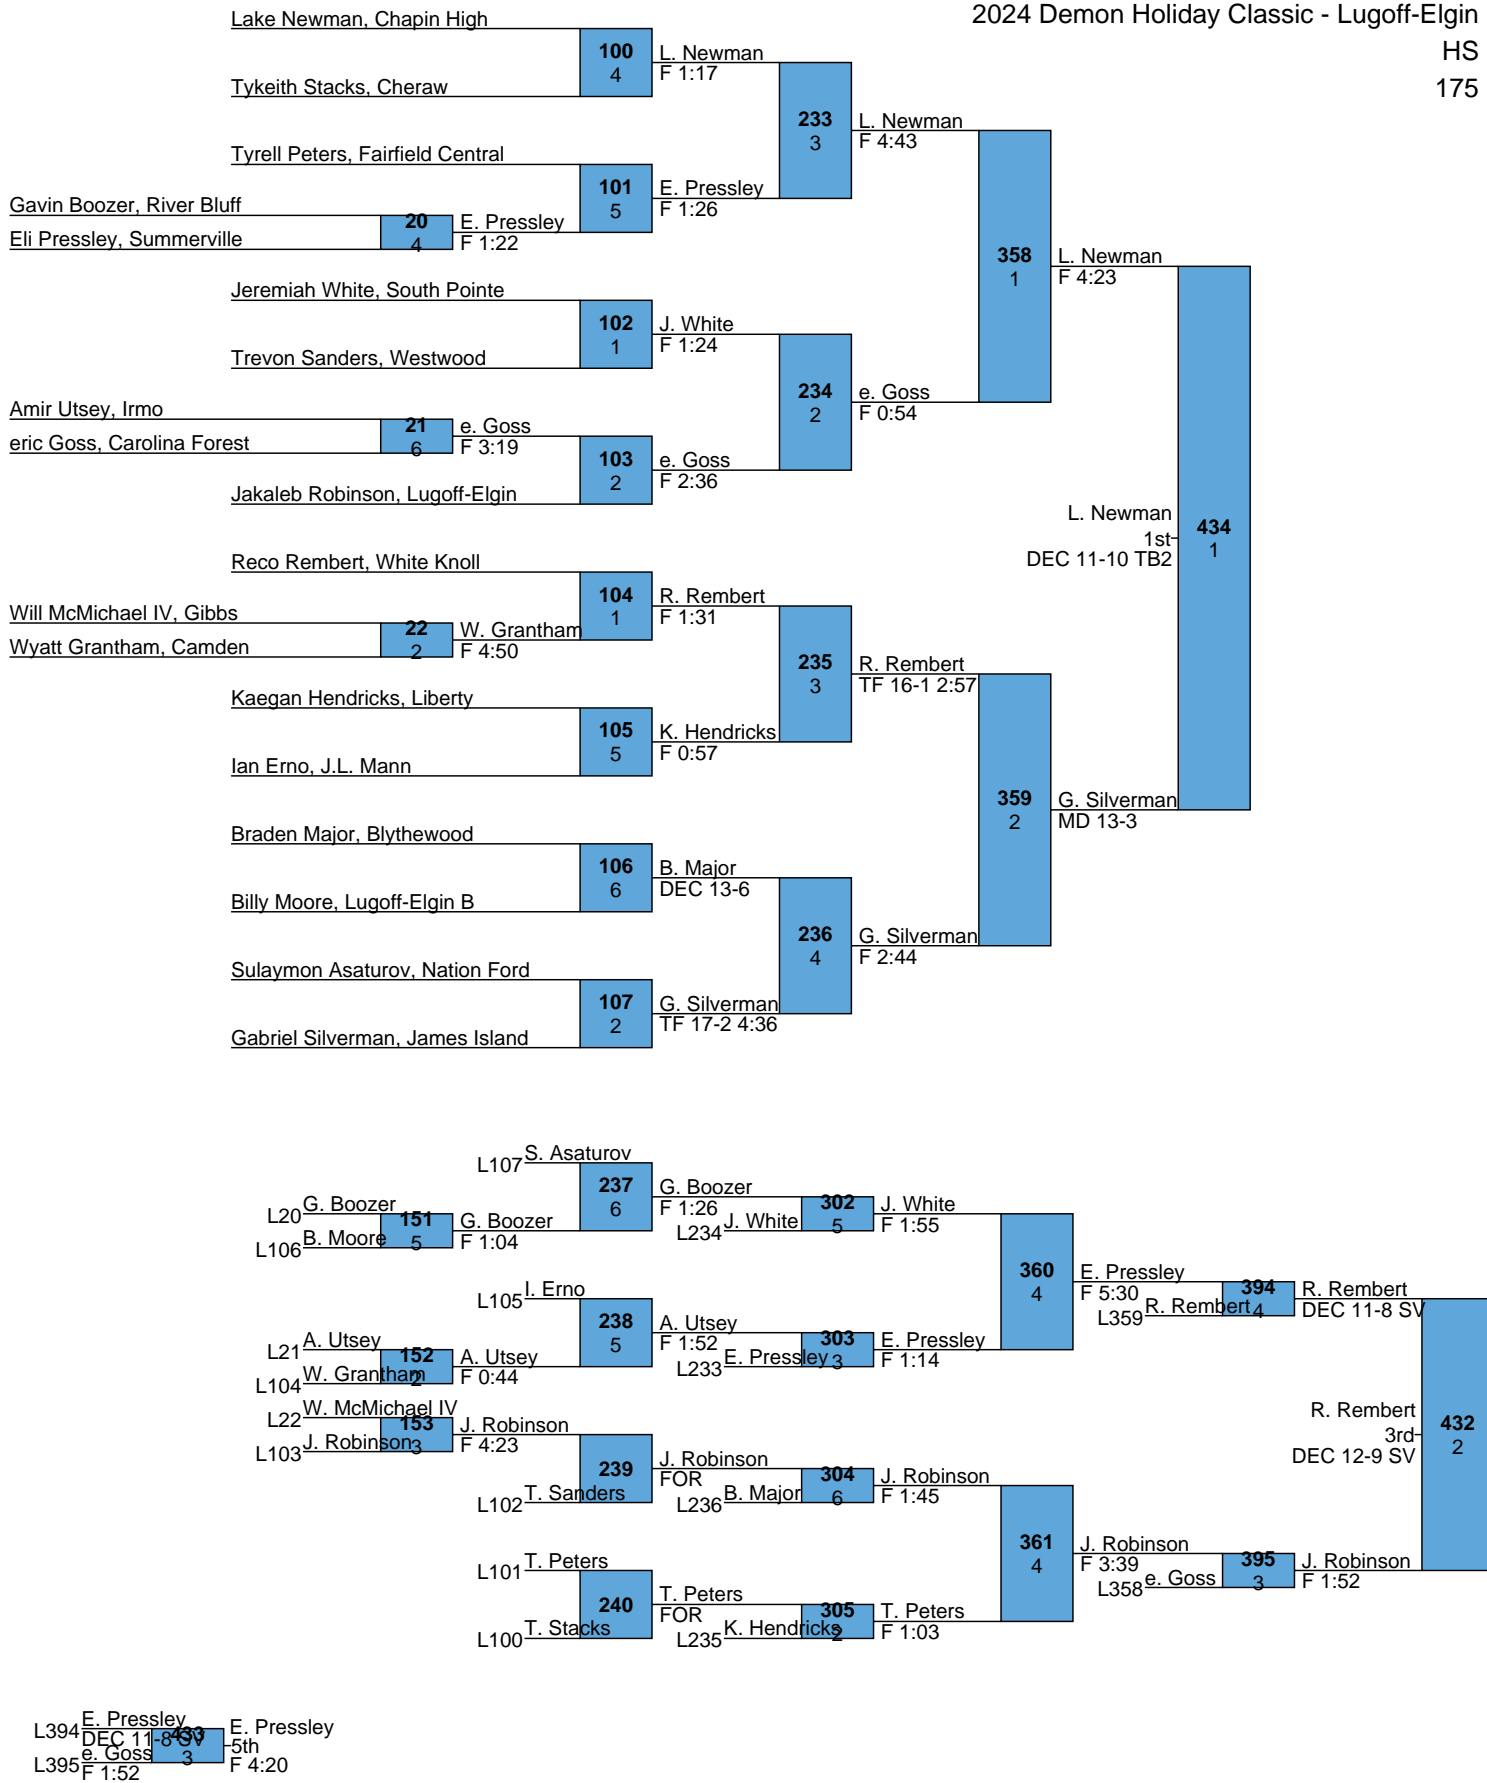 2024 Demon Holiday Classic - Lugoff-Elgin
HS
175
Lake Newman, Chapin High
100
4
L. Newman
F 1:17
Tykeith Stacks, Cheraw
233
3
L. Newman
F 4:43
Tyrell Peters, Fairfield Central
101
5
E. Pressley
F 1:26
Gavin Boozer, River Bluff
20
4
E. Pressley
F 1:22
Eli Pressley, Summerville
358
1
L. Newman
F 4:23
Jeremiah White, South Pointe
102
1
J. White
F 1:24
Trevon Sanders, Westwood
234
2
e. Goss
F 0:54
Amir Utsey, Irmo
21
6
e. Goss
F 3:19
eric Goss, Carolina Forest
103
2
e. Goss
F 2:36
Jakaleb Robinson, Lugoff-Elgin
L. Newman
1st
DEC 11-10 TB2
434
1
Reco Rembert, White Knoll
104
1
R. Rembert
F 1:31
Will McMichael IV, Gibbs
22
2
W. Grantham
F 4:50
Wyatt Grantham, Camden
235
3
R. Rembert
TF 16-1 2:57
Kaegan Hendricks, Liberty
105
5
K. Hendricks
F 0:57
Ian Erno, J.L. Mann
359
2
G. Silverman
MD 13-3
Braden Major, Blythewood
106
6
B. Major
DEC 13-6
Billy Moore, Lugoff-Elgin B
236
4
G. Silverman
F 2:44
Sulaymon Asaturov, Nation Ford
107
2
G. Silverman
TF 17-2 4:36
Gabriel Silverman, James Island
L107
S. Asaturov
237
6
G. Boozer
F 1:26
L20
G. Boozer
151
5
G. Boozer
F 1:04
L106
B. Moore
L234
J. White
302
5
J. White
F 1:55
360
4
E. Pressley
F 5:30
L105
I. Erno
238
5
A. Utsey
F 1:52
L21
A. Utsey
152
2
A. Utsey
F 0:44
L104
W. Grantham
L233
E. Pressley
303
3
E. Pressley
F 1:14
L359
R. Rembert
394
4
R. Rembert
DEC 11-8 SV
L22
W. McMichael IV
153
3
J. Robinson
F 4:23
L103
J. Robinson
239
J. Robinson
FOR
L102
T. Sanders
L236
B. Major
304
6
J. Robinson
F 1:45
R. Rembert
3rd
DEC 12-9 SV
432
2
361
4
J. Robinson
F 3:39
L101
T. Peters
240
T. Peters
FOR
L100
T. Stacks
L235
K. Hendricks
305
2
T. Peters
F 1:03
L358
e. Goss
395
3
J. Robinson
F 1:52
L394
E. Pressley
DEC 11-8 SV
433
3
E. Pressley
5th
F 4:20
L395
e. Goss
F 1:52